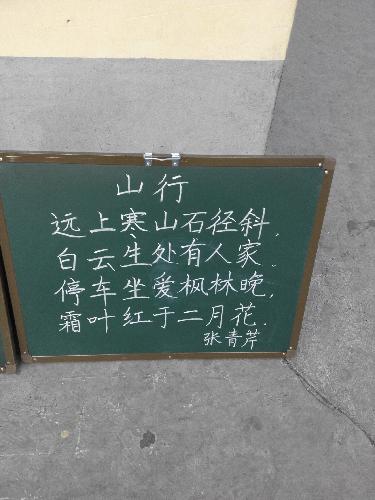 山行
远上寒山石径斜,
白云生处有人家.
停车坐爱枫林晚,
霜叶红于二月花.
张青芹